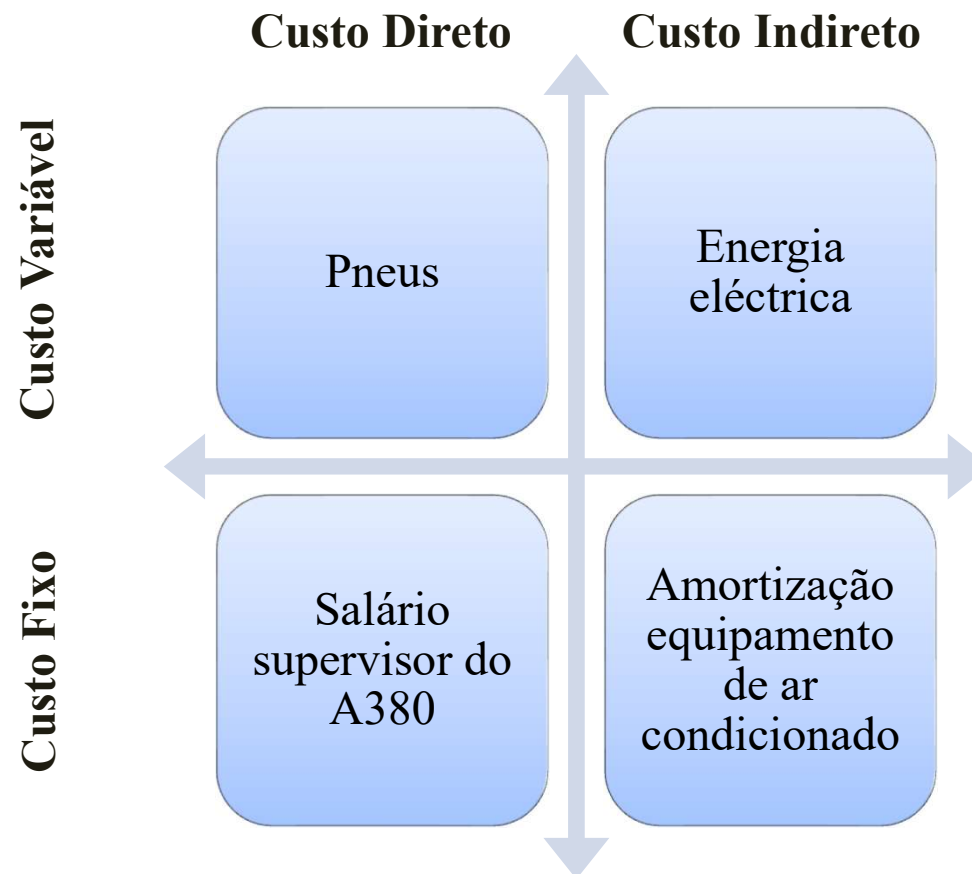 Custo Direto
Custo Indireto
Custo Variável
Pneus
Energia
eléctrica
Custo Fixo
Salário
supervisor do
A380
Amortização
equipamento
de ar
condicionado